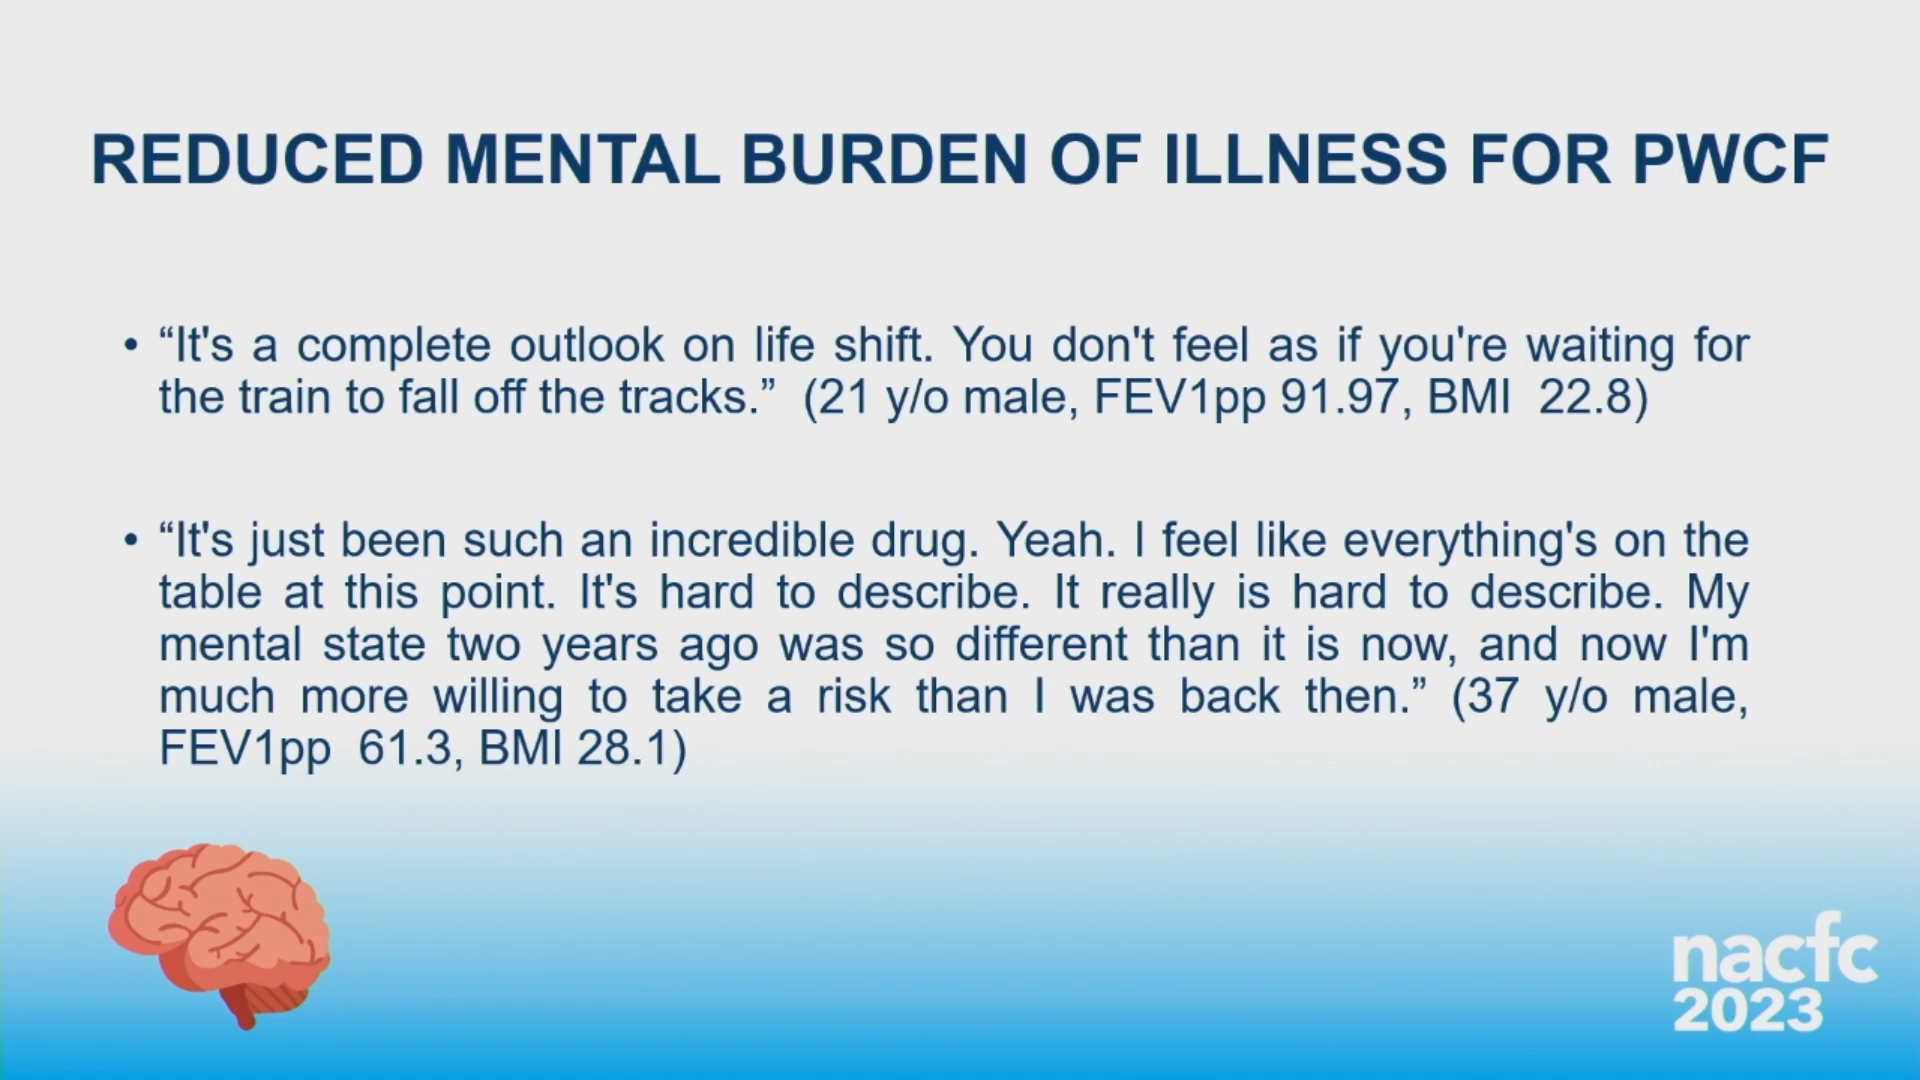 REDUCED MENTAL BURDEN OF ILLNESS FOR PWCF
• “It's a complete outlook on life shift. You don't feel as if you're waiting for
the train to fall off the tracks.”  (21 y/o male, FEV1pp 91.97, BMI  22.8)
• “It's just been such an incredible drug. Yeah. I feel like everything's on the
table at this point. It's hard to describe. It really is hard to describe. My
mental state two years ago was so different than it is now, and now I'm
much more willing to take a risk than I was back then.” (37 y/o male,
FEV1pp  61.3, BMI 28.1)
nacfc
2023